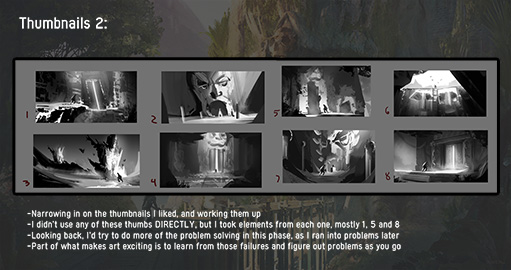 Thumbnails 2:
1
2
5
6
3
4
7
8
-Narrowing in on the thumbnails I liked, and working them up
-I didn't use any of these thumbs DIRECTLY, but I took elements from each one, mostly 1, 5 and 8
-Looking back, I'd try to do more of the problem solving in this phase, as I ran into problems later
-Part of what makes art exciting is to learn from those failures and figure out problems as you go